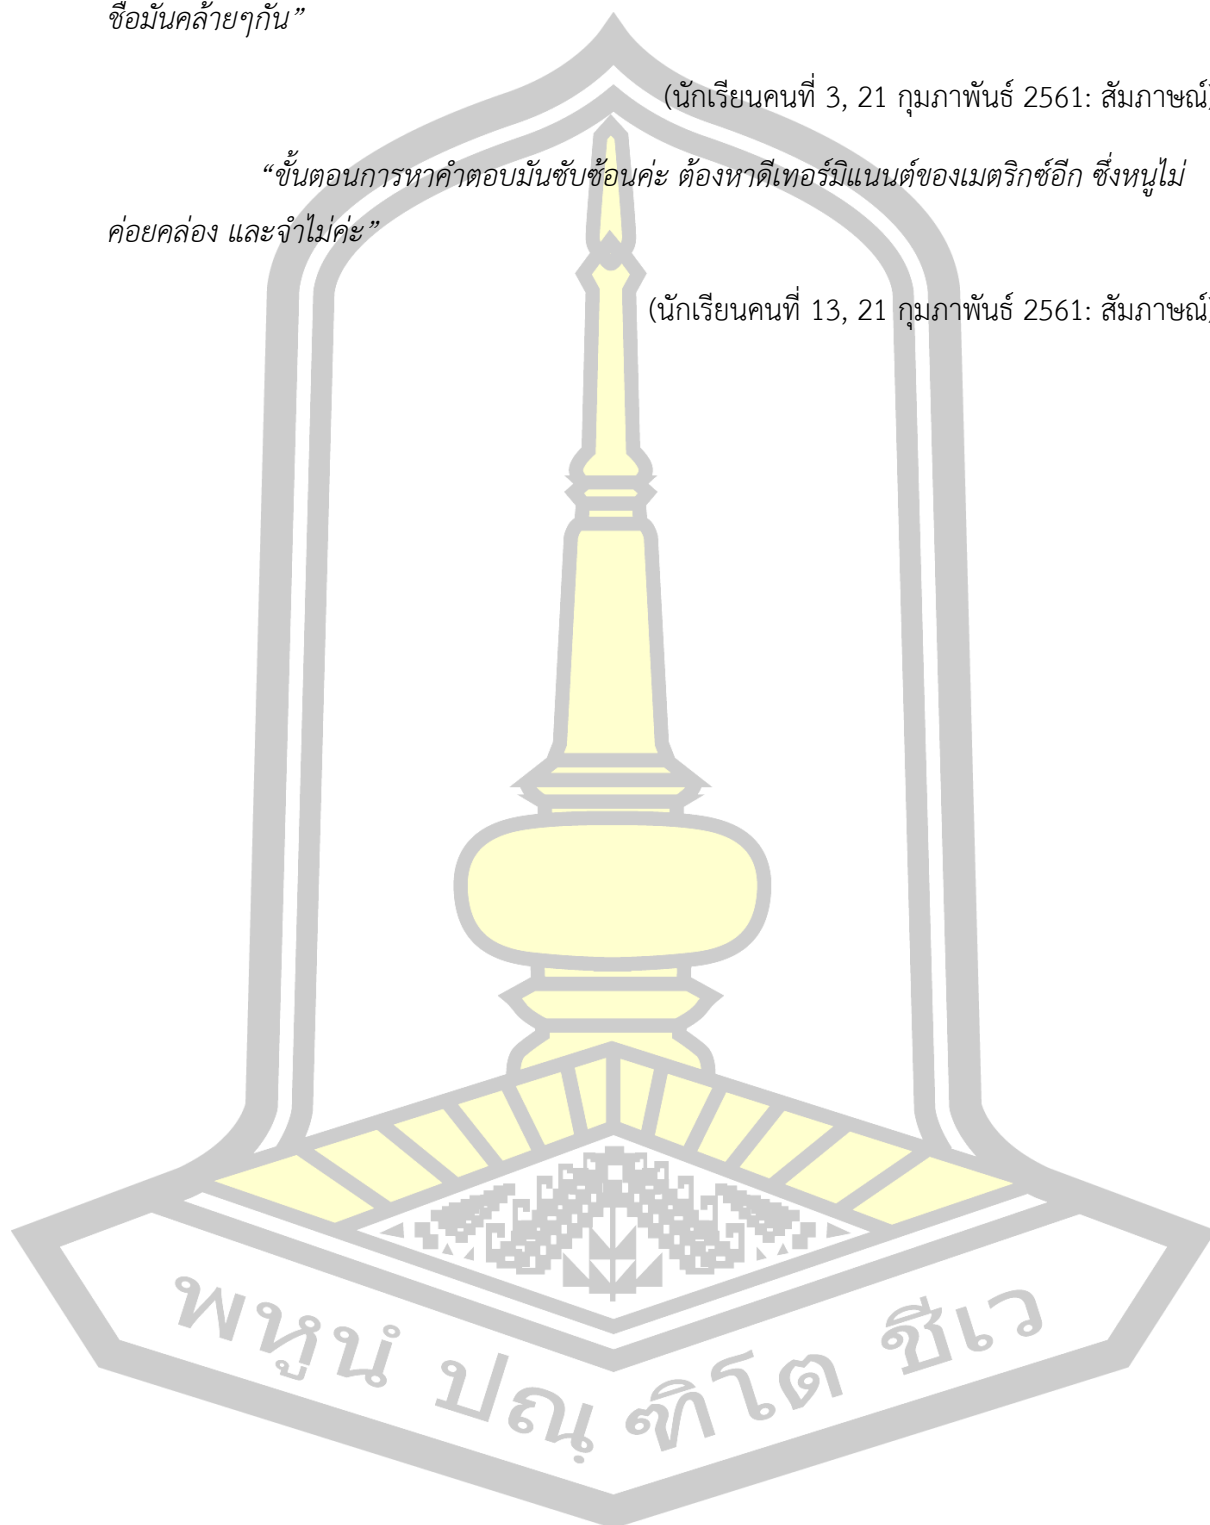 ชื่อมันคล้ายๆกัน”
(นักเรียนคนที่ 3, 21 กุมภาพันธ์ 2561: สัมภาษณ์)
“ขั้นตอนการหาคำตอบมันซับซ้อนค่ะ ต้องหาดีเทอร์มิแนนต์ของเมตริกซ์อีก ซึ่งหนูไม่
ค่อยคล่อง และจำไม่ค่ะ”
(นักเรียนคนที่ 13, 21 กุมภาพันธ์ 2561: สัมภาษณ์)
พหูนํ ปณฺฑิโต ชีเว